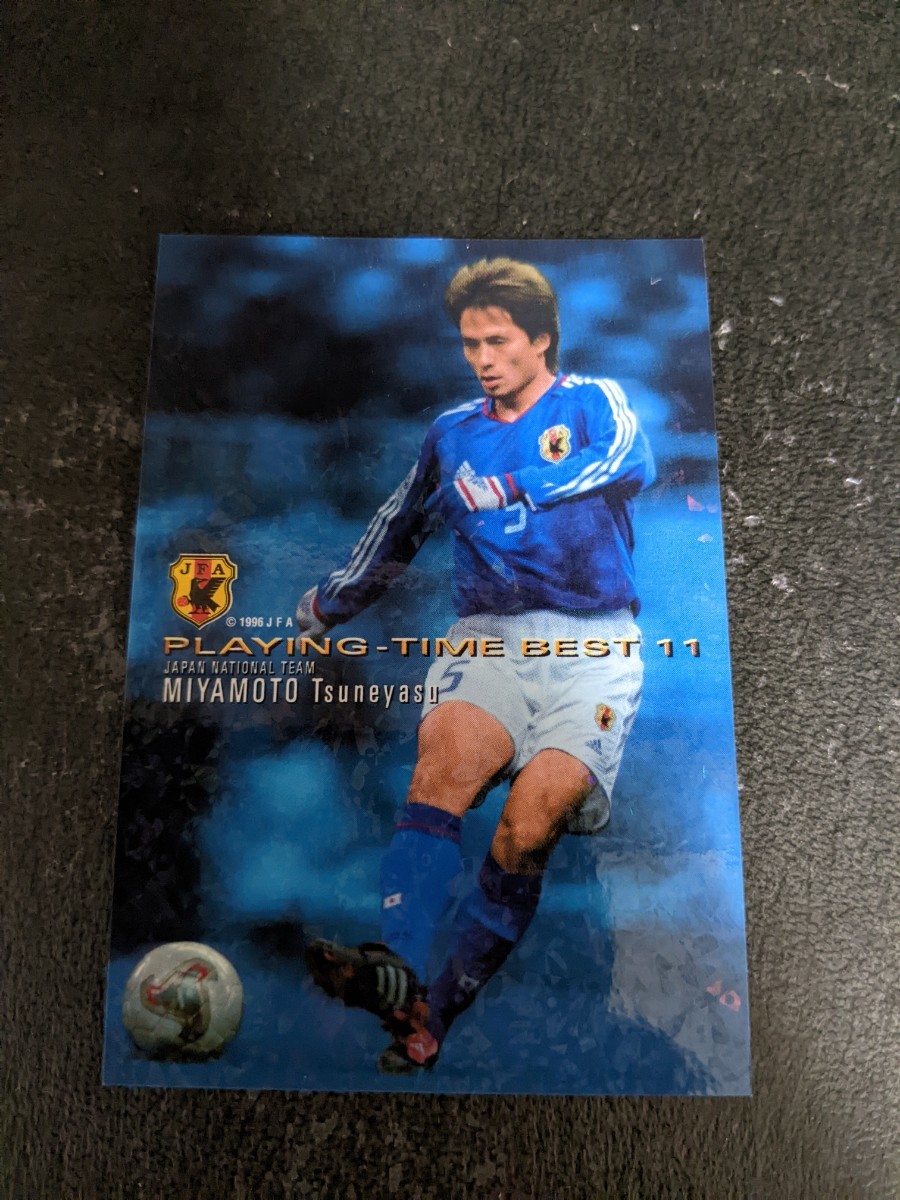 JFA
© 1996 J F A
PLAYING-TIME BEST 11
JAPAN NATIONAL TEAM
MIYAMOTO Tsuneyasu
5
5